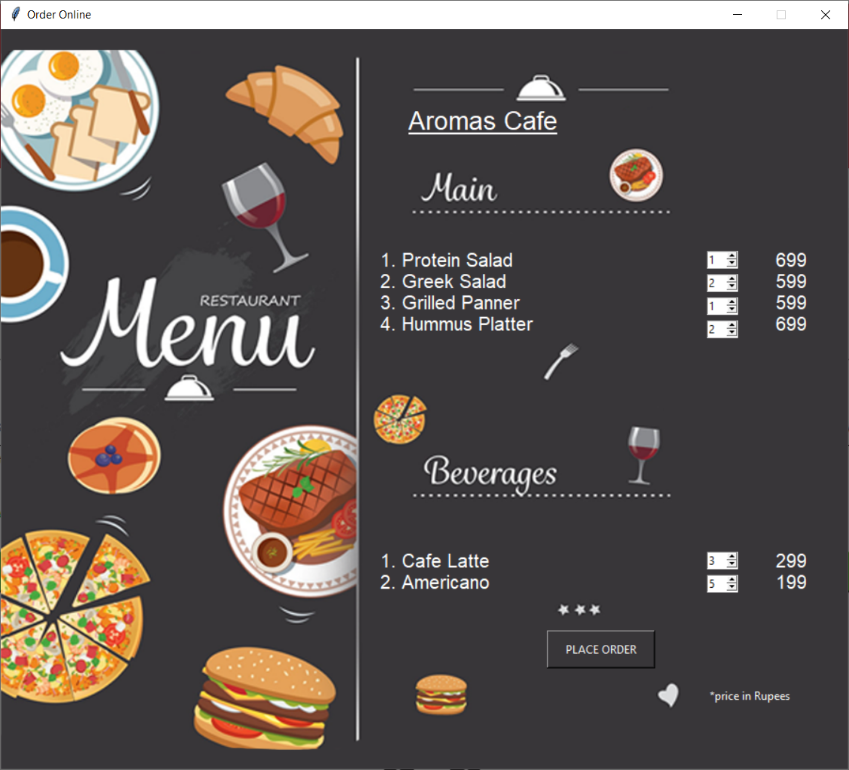 Order Online
RESTAURANT
Menu
Aromas Cafe
Main
1. Protein Salad 1 699
2. Greek Salad 2 599
3. Grilled Panner 1 599
4. Hummus Platter 2 699
Beverages
1. Cafe Latte 3 299
2. Americano 5 199
PLACE ORDER
*price in Rupees